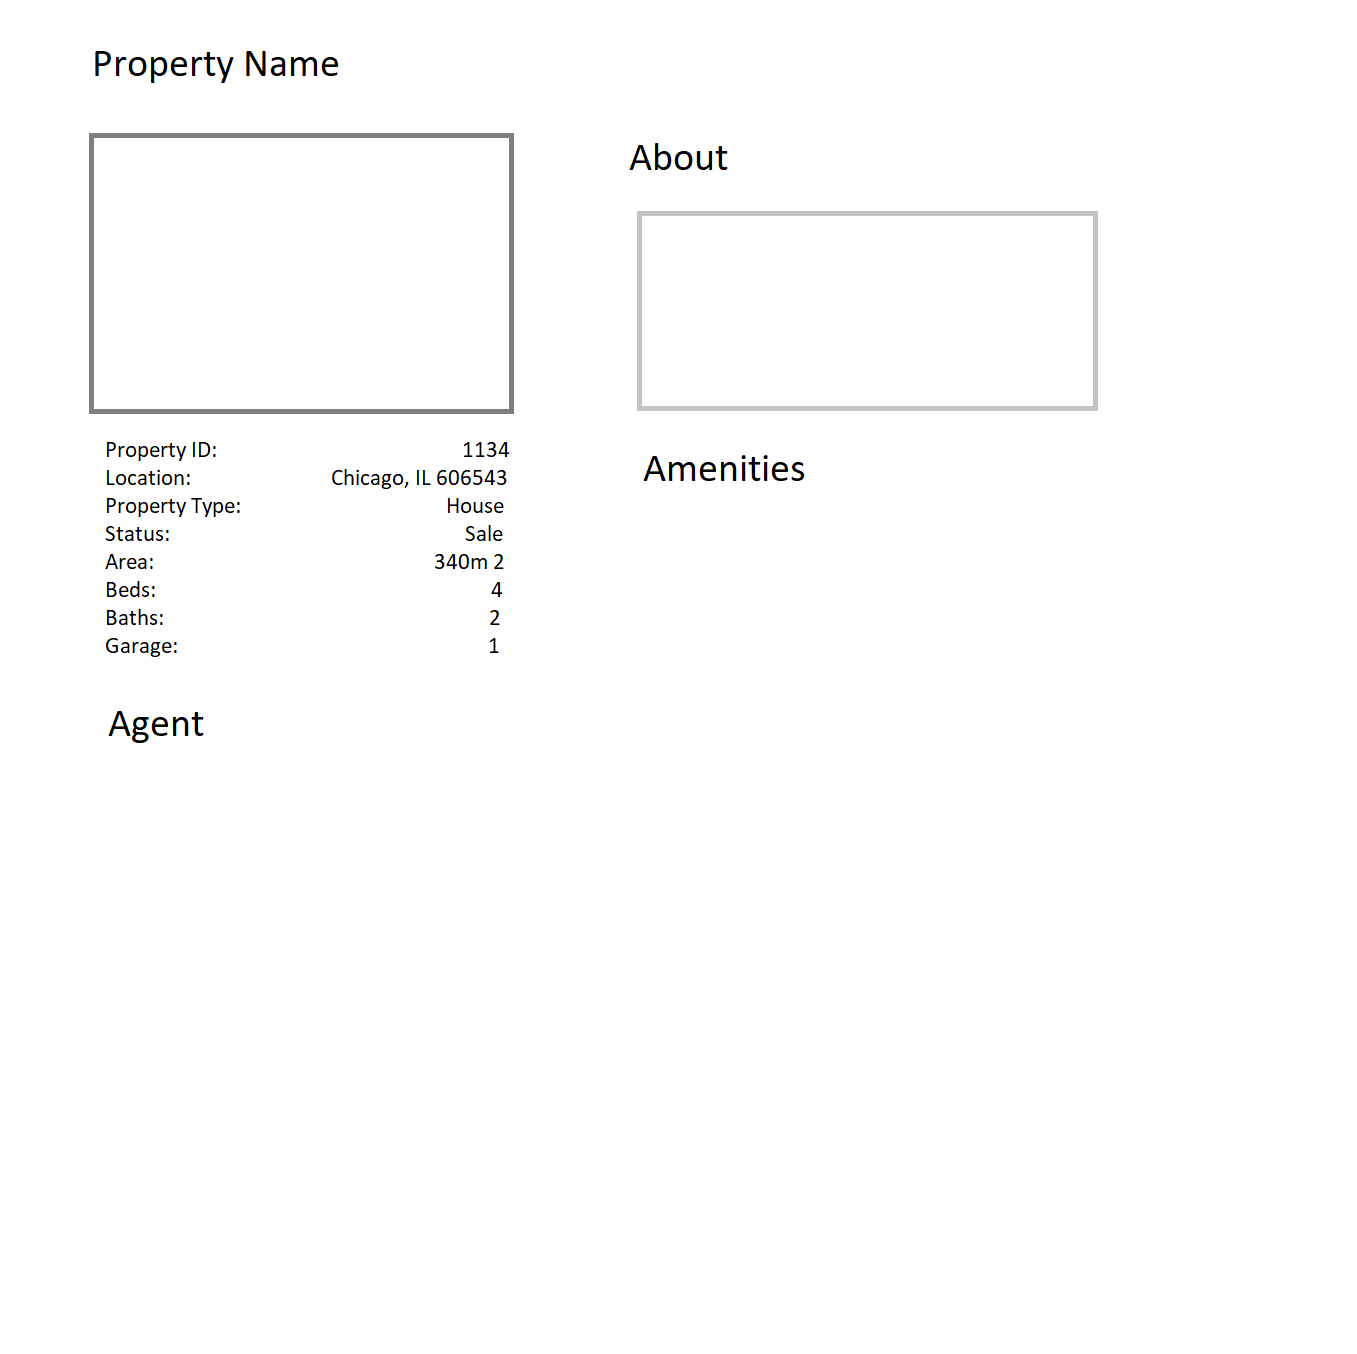 Property Name
About
Property ID: 1134
Location: Chicago, IL 606543
Property Type: House
Status: Sale
Area: 340m 2
Beds: 4
Baths: 2
Garage: 1
Amenities
Agent